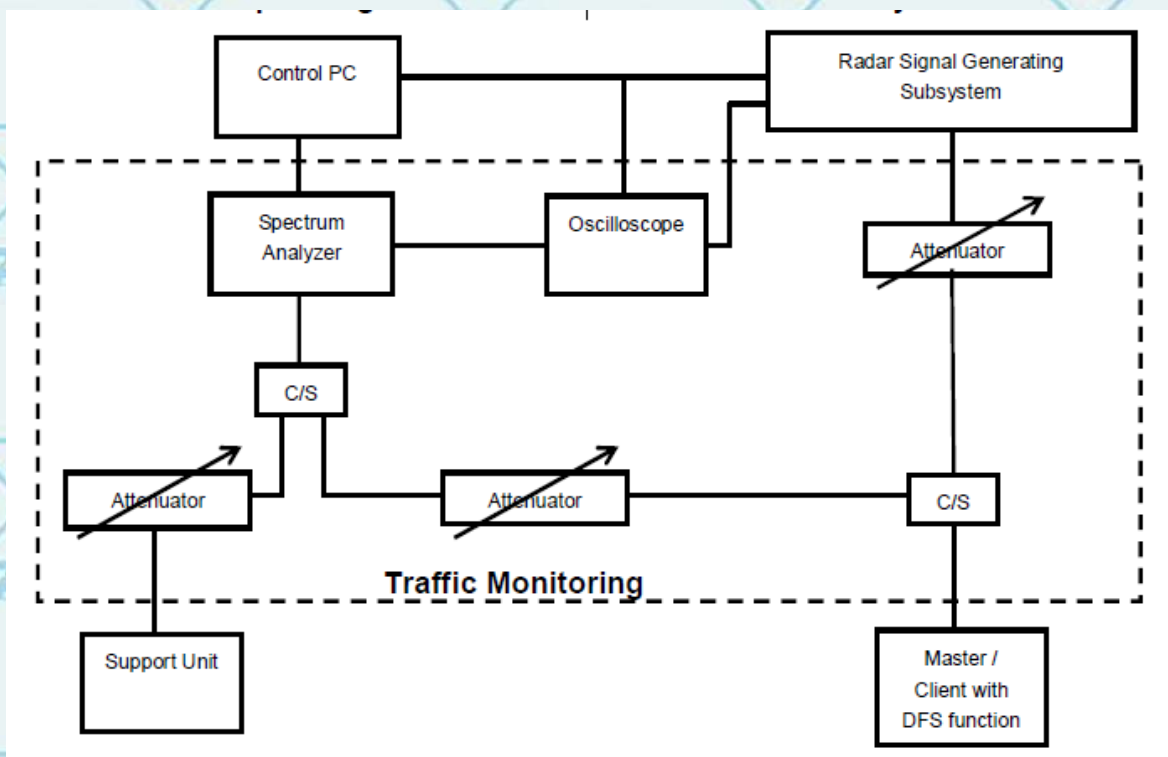 Control PC
Radar Signal Generating
Subsystem
Spectrum
Analyzer
Oscilloscope
Attenuator
C/S
Attenuator
Attenuator
C/S
Traffic Monitoring
Support Unit
Master /
Client with
DFS function